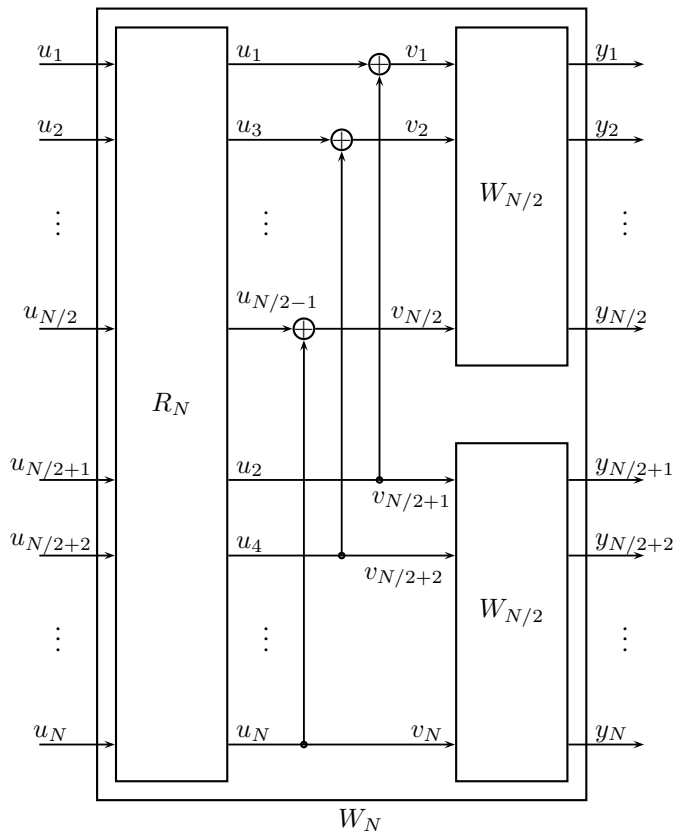 u_1 u_1 v_1 y_1
u_2 u_3 v_2 y_2
W_{N/2}
⋮ ⋮ ⋮
u_{N/2} u_{N/2−1} v_{N/2} y_{N/2}
R_N
u_{N/2+1} u_2 v_{N/2+1} y_{N/2+1}
u_{N/2+2} u_4 v_{N/2+2} y_{N/2+2}
W_{N/2}
⋮ ⋮ ⋮
u_N u_N v_N y_N
W_N